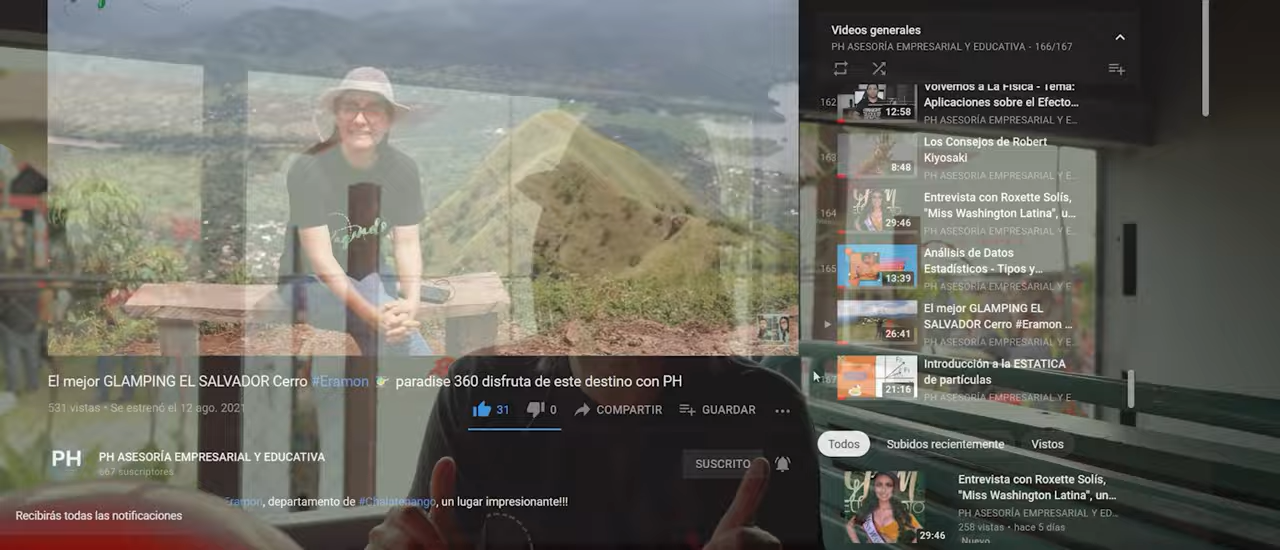 El mejor GLAMPING EL SALVADOR Cerro #Eramon paradise 360 disfruta de este destino con PH
531 vistas • Se estrenó el 12 ago. 2021
31
0
COMPARTIR
GUARDAR
PH
PH ASESORÍA EMPRESARIAL Y EDUCATIVA
667 suscriptores
SUSCRITO
Eramon, departamento de #Chalatenango, un lugar impresionante!!!
Recibirás todas las notificaciones
Videos generales
PH ASESORÍA EMPRESARIAL Y EDUCATIVA - 166/167
162
12:58
Volvemos a La Física - Tema:
Aplicaciones sobre el Efecto...
PH ASESORÍA EMPRESARIAL Y E...
163
8:48
Los Consejos de Robert
Kiyosaki
PH ASESORÍA EMPRESARIAL Y E...
164
29:46
Entrevista con Roxette Solís,
"Miss Washington Latina", u...
PH ASESORÍA EMPRESARIAL Y E...
165
13:39
Análisis de Datos
Estadísticos - Tipos y...
PH ASESORÍA EMPRESARIAL Y E...
26:41
El mejor GLAMPING EL
SALVADOR Cerro #Eramon ...
PH ASESORÍA EMPRESARIAL Y E...
167
21:16
Introducción a la ESTATICA
de partículas
PH ASESORÍA EMPRESARIAL Y E...
Todos
Subidos recientemente
Vistos
29:46
Entrevista con Roxette Solís,
"Miss Washington Latina", un...
PH ASESORÍA EMPRESARIAL Y ED...
258 vistas • hace 5 días
Nuevo